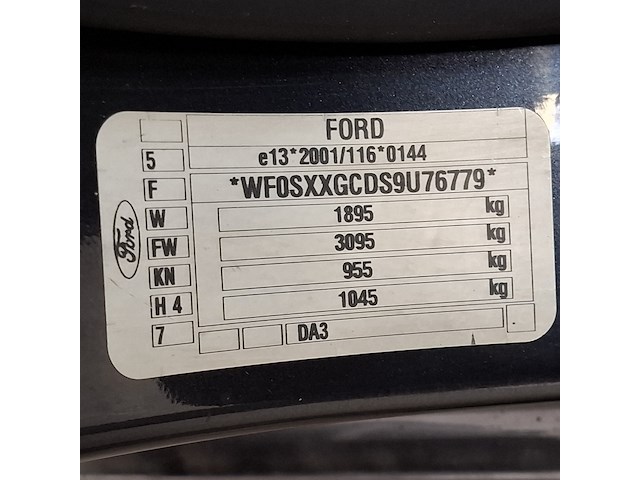 FORD
5 e13*2001/116*0144
F *WF0SXXGCDS9U76779*
W 1895 kg
FW 3095 kg
KN 955 kg
H 4 1045 kg
7 DA3
Ford